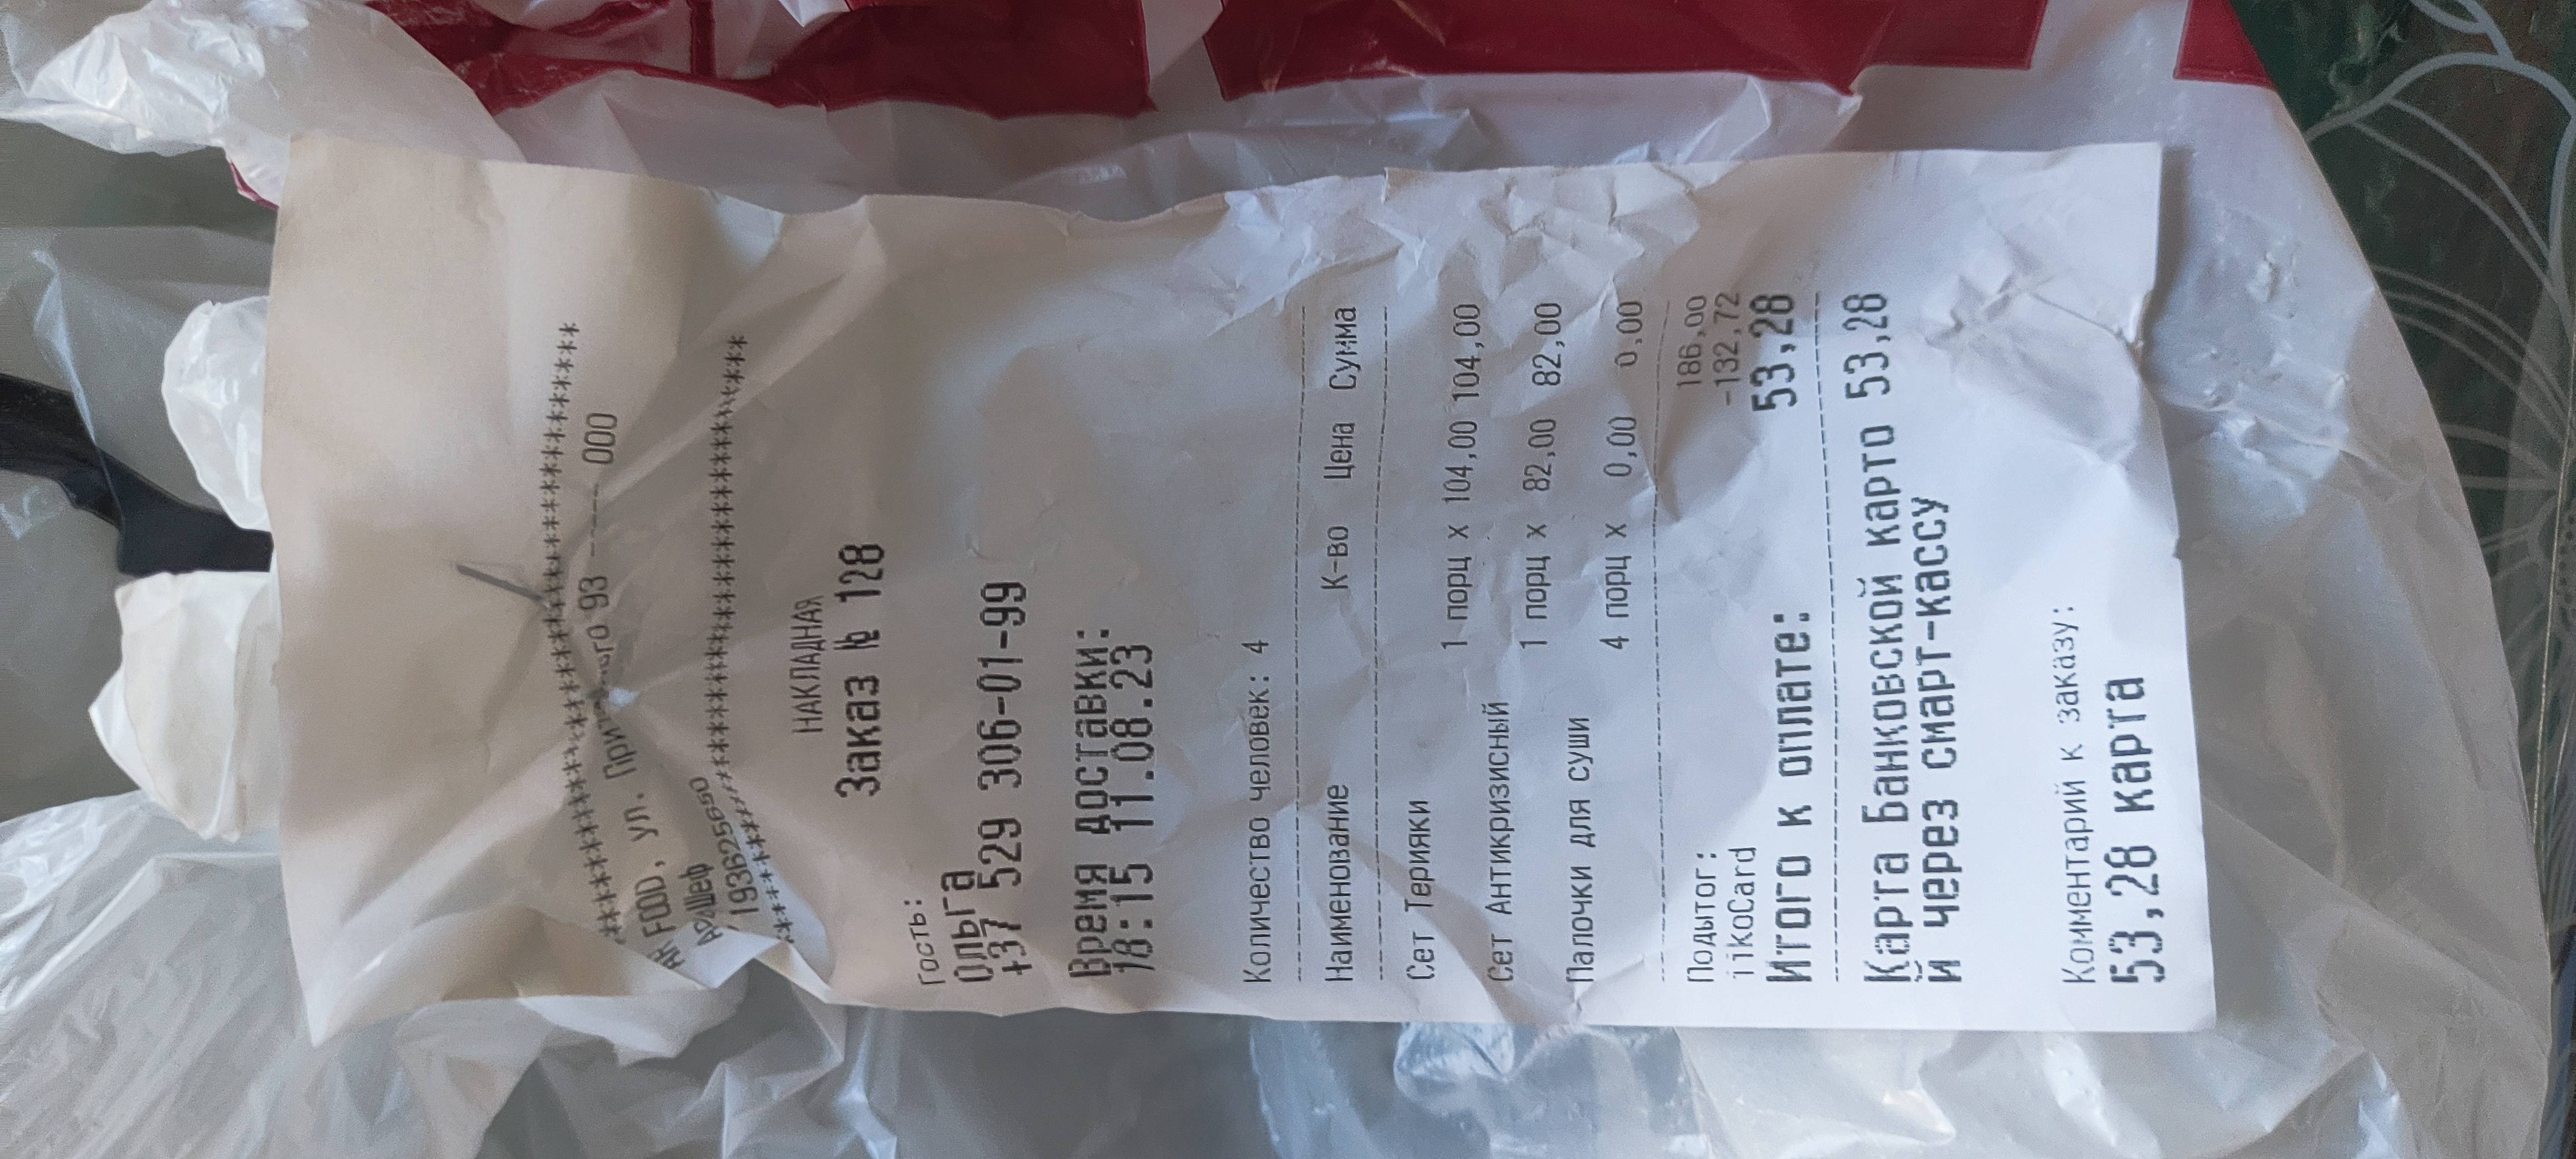 *****************************
FOOD, ул. 93 ---- ООО
АРишеф
, 193625650
*****************************
НАКЛАДНАЯ
Заказ № 128
Гость:
Ольга
+37 529 306-01-99
Время доставки:
18:15 11.08.23
Количество человек: 4
Наименование К-во Цена Сумма
Сет Терияки
1 порц x 104,00 104,00
Сет Антикризисный
1 порц x 82,00 82,00
Палочки для суши
4 порц x 0,00 0,00
Подытог: 186,00
iikoCard -132,72
Итого к оплате: 53,28
Карта Банковской карто 53,28
й через смарт-кассу
Комментарий к заказу:
53,28 карта